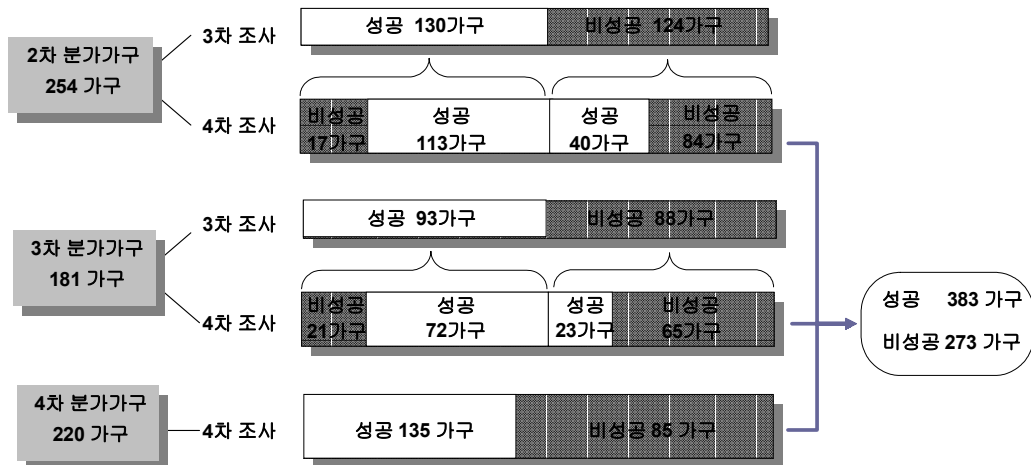 2차 분가가구
254 가구
3차 조사
성공 130가구
비성공 124가구
4차 조사
비성공
17가구
성공
113가구
성공
40가구
비성공
84가구
3차 분가가구
181 가구
3차 조사
성공 93가구
비성공 88가구
4차 조사
비성공
21가구
성공
72가구
성공
23가구
비성공
65가구
성공 383 가구
비성공 273 가구
4차 분가가구
220 가구
4차 조사
성공 135 가구
비성공 85 가구